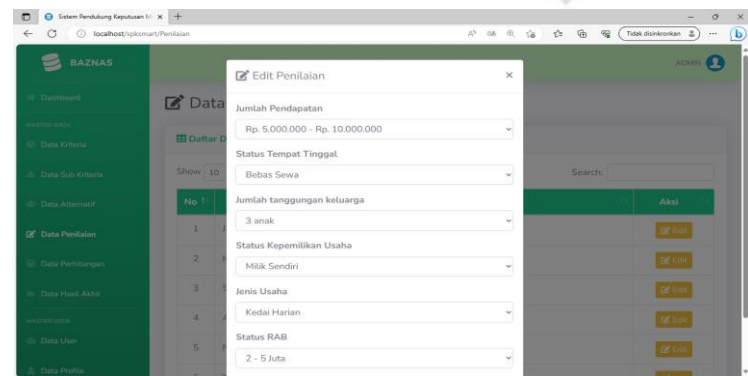 Sistem Pendukung Keputusan M
localhost/spksmart/Penilaian
Tidak disinkronkan
BAZNAS
ADMIN
Dashboard
MASTER DATA
Data Kriteria
Data Sub Kriteria
Data Alternatif
Data Penilaian
Data Perhitungan
Data Hasil Akhir
MASTER USER
Data User
Data Profile
Data
Daftar D
Show 10
Search:
No
Aksi
1
Edit
2
Edit
3
Edit
4
Edit
5
Edit
Edit Penilaian
Jumlah Pendapatan
Rp. 5.000.000 - Rp. 10.000.000
Status Tempat Tinggal
Bebas Sewa
Jumlah tanggungan keluarga
3 anak
Status Kepemilikan Usaha
Milik Sendiri
Jenis Usaha
Kedai Harian
Status RAB
2 - 5 Juta